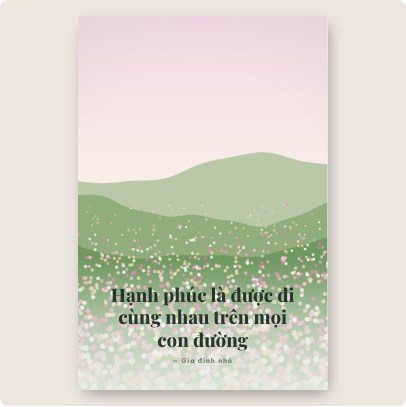 Hạnh phúc là được đi
cùng nhau trên mọi
con đường
— Gia đình nhỏ